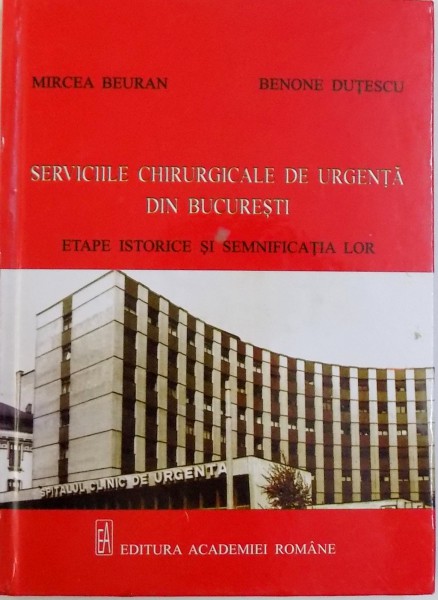 MIRCEA BEURAN BENONE DUȚESCU
SERVICIILE CHIRURGICALE DE URGENȚĂ
DIN BUCUREȘTI
ETAPE ISTORICE ȘI SEMNIFICAȚIA LOR
SPITALUL CLINIC DE URGENTA
EA EDITURA ACADEMIEI ROMÂNE